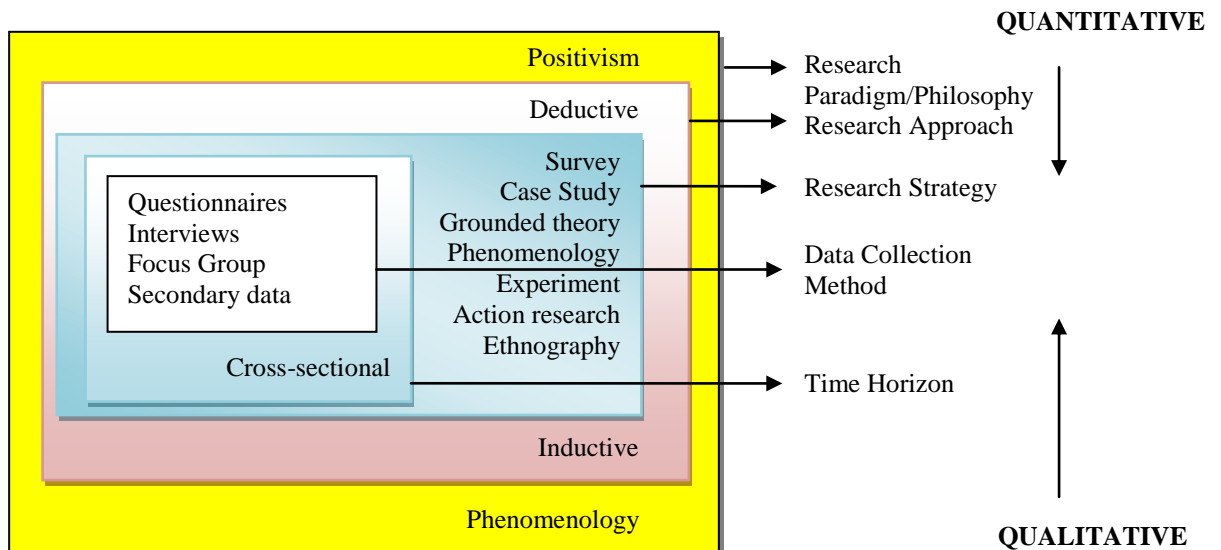 QUANTITATIVE
Positivism
Research
Paradigm/Philosophy
Deductive
Research Approach
Survey
Case Study
Grounded theory
Phenomenology
Experiment
Action research
Ethnography
Research Strategy
Questionnaires
Interviews
Focus Group
Secondary data
Data Collection
Method
Cross-sectional
Time Horizon
Inductive
Phenomenology
QUALITATIVE